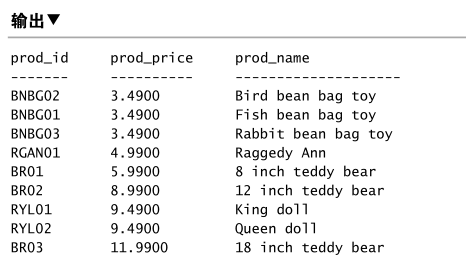 输出▼
prod_id prod_price prod_name
------- ---------- --------------------
BNBG02 3.4900 Bird bean bag toy
BNBG01 3.4900 Fish bean bag toy
BNBG03 3.4900 Rabbit bean bag toy
RGAN01 4.9900 Raggedy Ann
BR01 5.9900 8 inch teddy bear
BR02 8.9900 12 inch teddy bear
RYL01 9.4900 King doll
RYL02 9.4900 Queen doll
BR03 11.9900 18 inch teddy bear